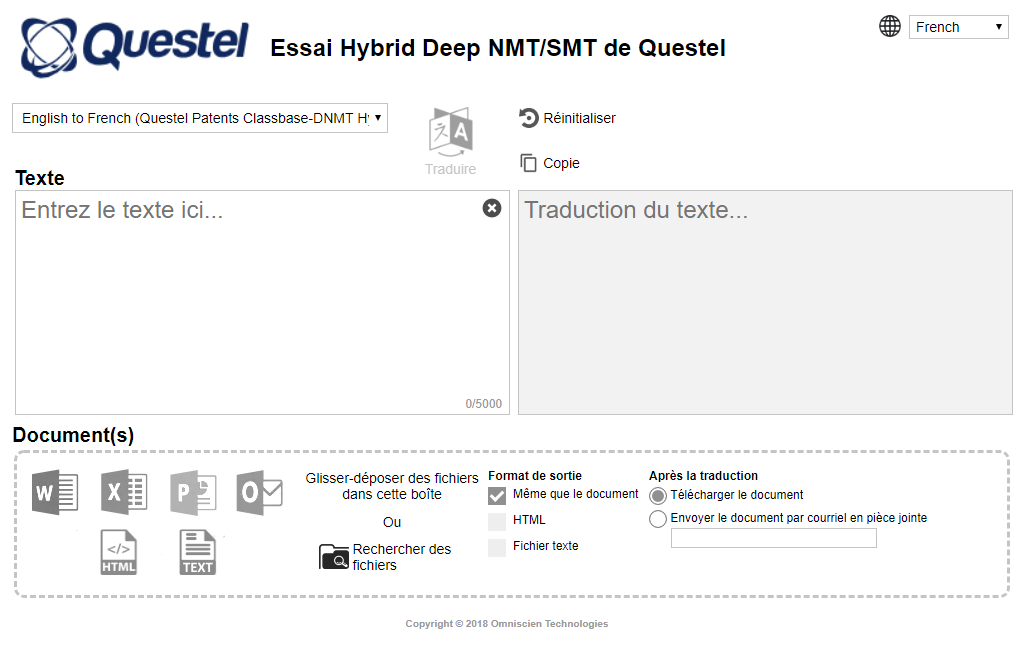 Questel
Essai Hybrid Deep NMT/SMT de Questel
French
English to French (Questel Patents Classbase-DNMT Hy
Traduire
Réinitialiser
Copie
Texte
Entrez le texte ici...
0/5000
Traduction du texte...
Document(s)
W
X
P
O
</>
HTML
TEXT
Glisser-déposer des fichiers
dans cette boîte
Ou
Rechercher des
fichiers
Format de sortie
Même que le document
HTML
Fichier texte
Après la traduction
Télécharger le document
Envoyer le document par courriel en pièce jointe
Copyright © 2018 Omniscien Technologies